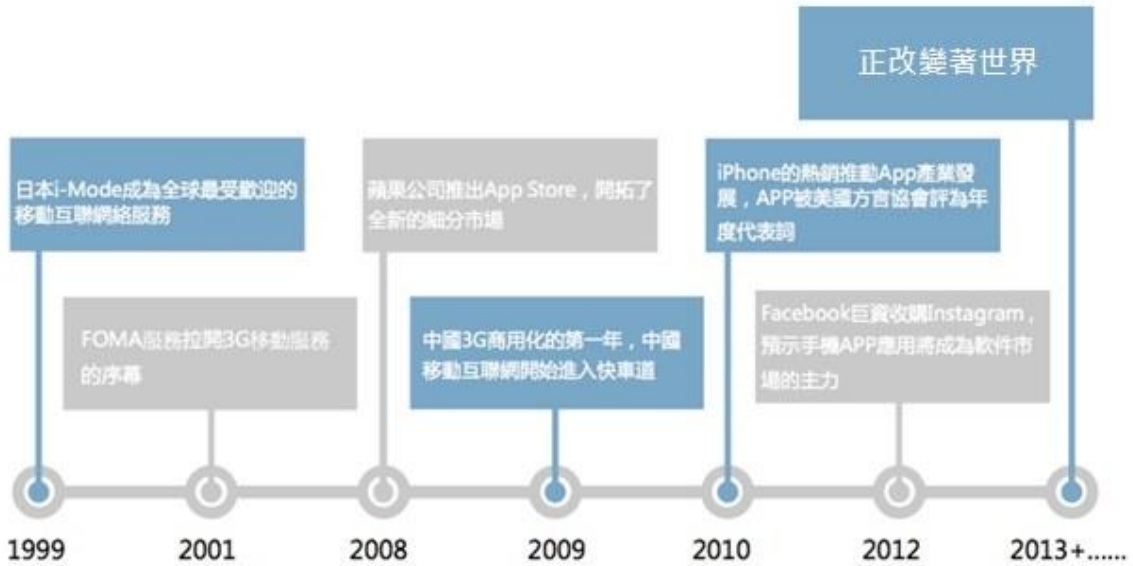 正改變著世界
日本i-Mode成為全球最受歡迎的
移動互聯網絡服務
蘋果公司推出App Store，開拓了
全新的細分市場
iPhone的熱銷推動App產業發
展，APP被美國方言協會評為年
度代表詞
FOMA服務拉開3G移動服務
的序幕
中國3G商用化的第一年，中國
移動互聯網開始進入快車道
Facebook巨資收購Instagram，
預示手機APP應用將成為軟件市
場的主力
1999
2001
2008
2009
2010
2012
2013+......